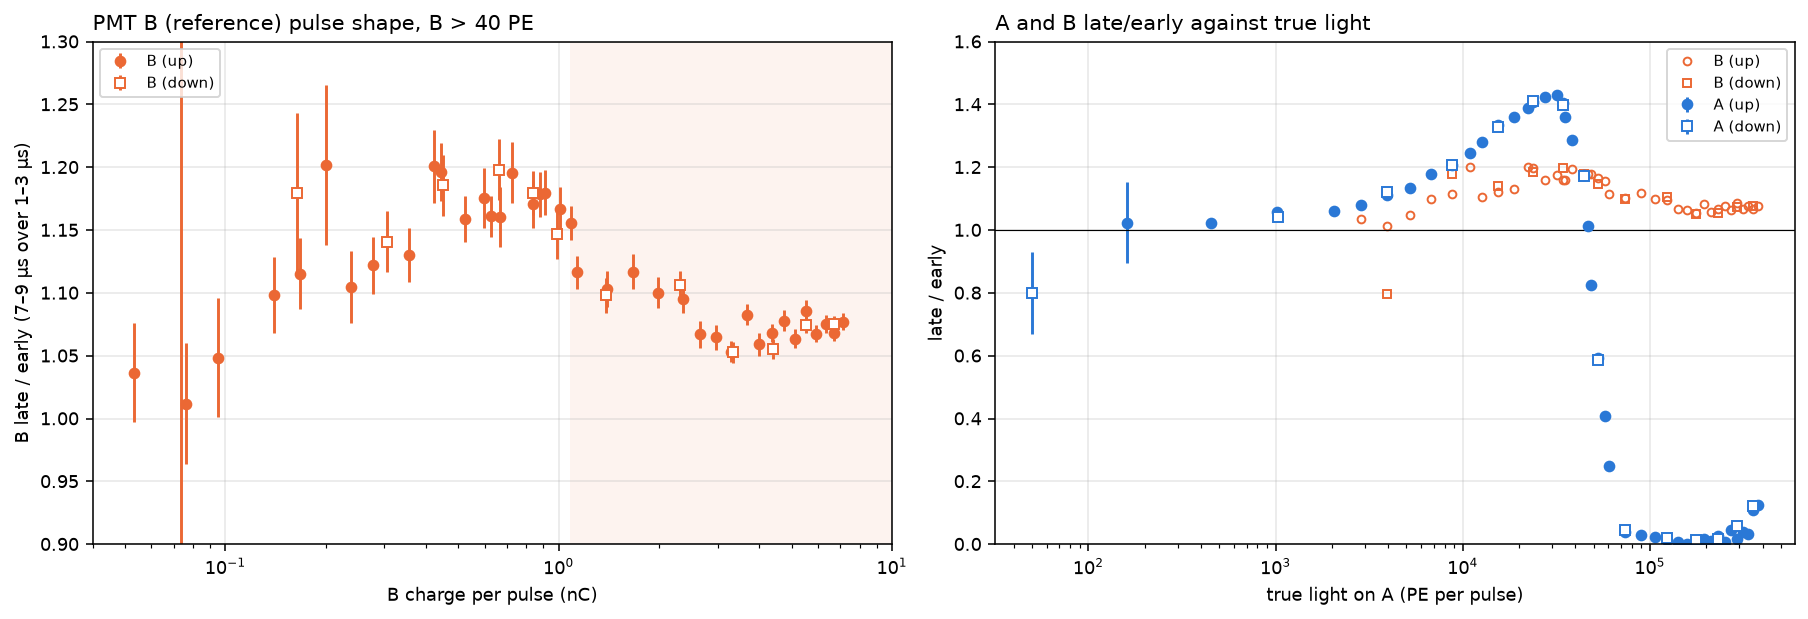 PMT B (reference) pulse shape, B > 40 PE
B (up)
B (down)
B late / early (7–9 µs over 1–3 µs)
1.30
1.25
1.20
1.15
1.10
1.05
1.00
0.95
0.90
10⁻¹
10⁰
10¹
B charge per pulse (nC)
A and B late/early against true light
B (up)
B (down)
A (up)
A (down)
late / early
1.6
1.4
1.2
1.0
0.8
0.6
0.4
0.2
0.0
10²
10³
10⁴
10⁵
true light on A (PE per pulse)